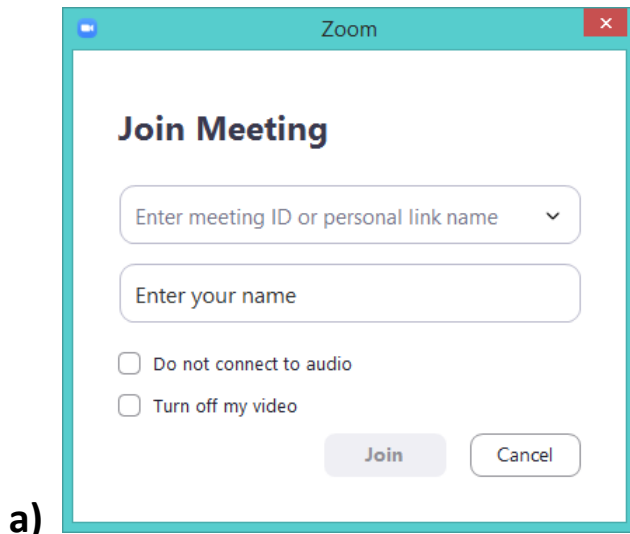 Zoom
Join Meeting
Enter meeting ID or personal link name
Enter your name
Do not connect to audio
Turn off my video
Join Cancel
a)